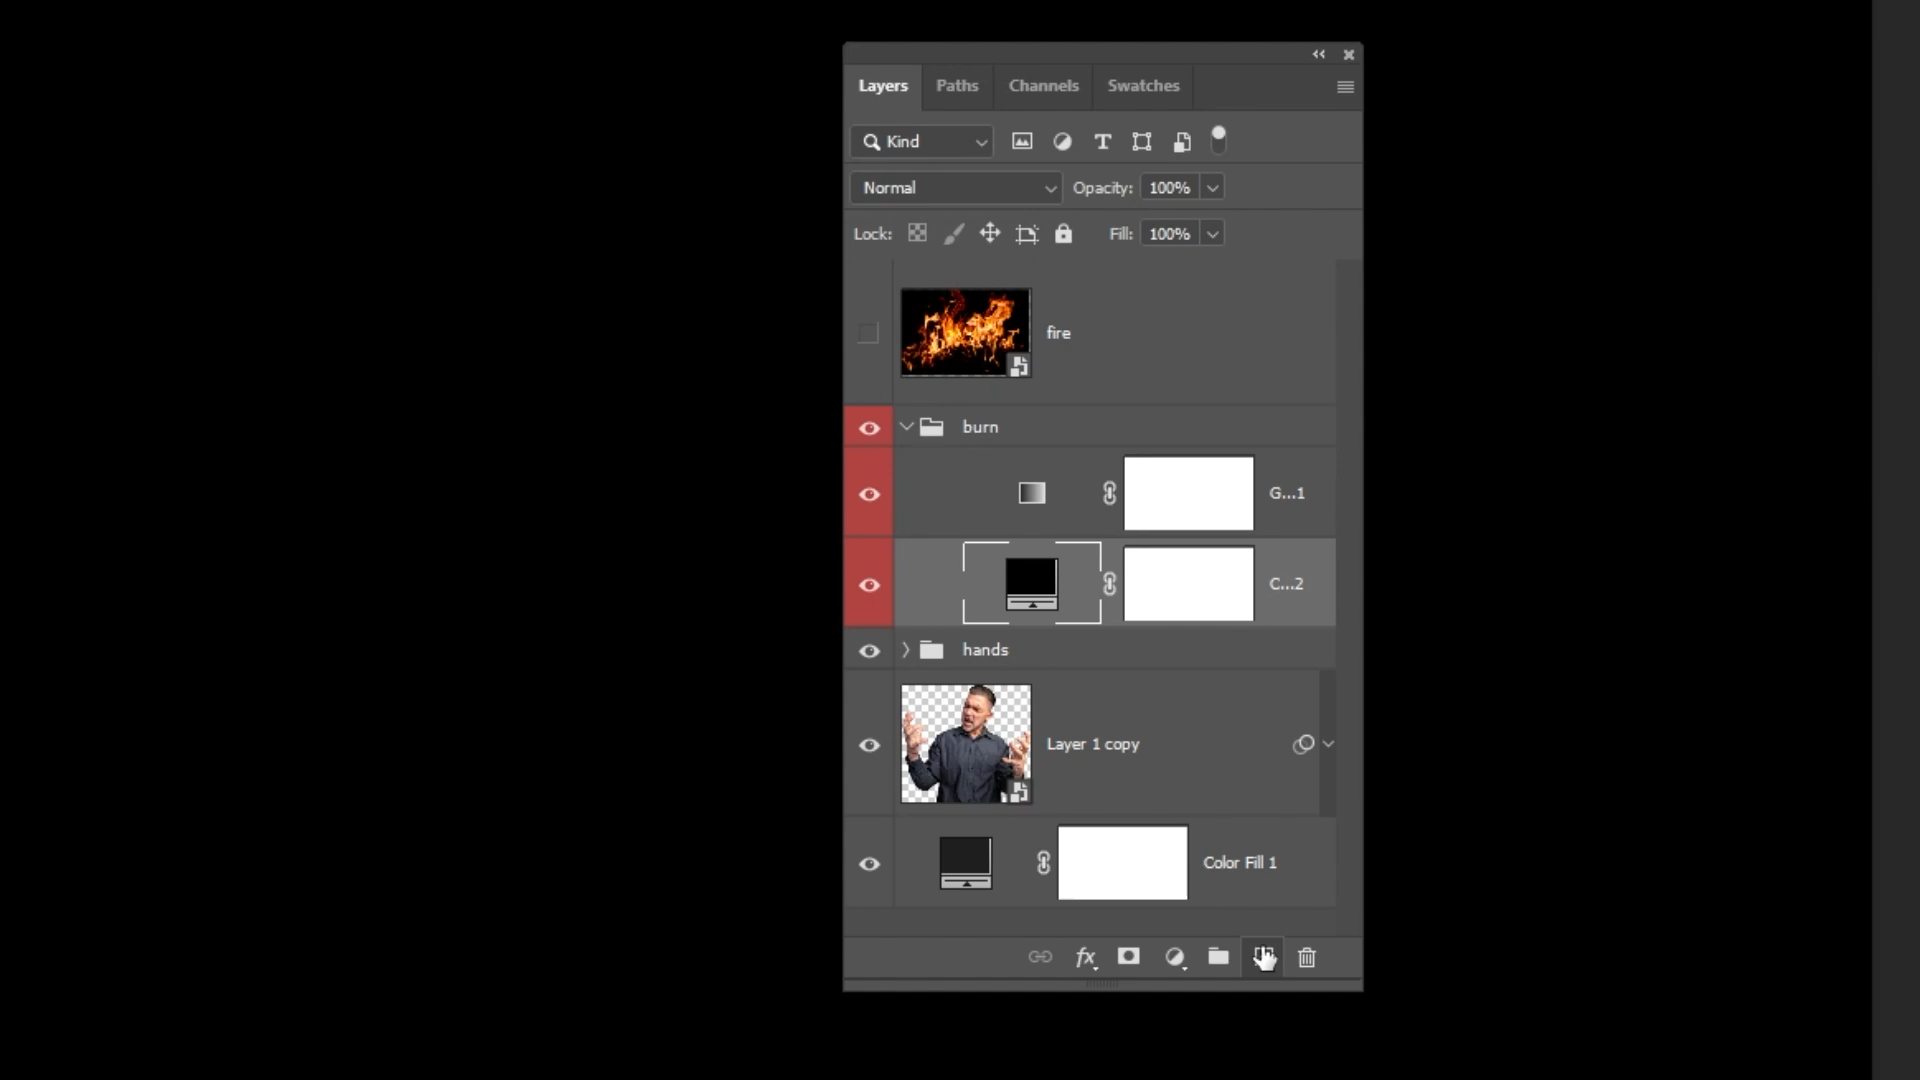 Layers Paths Channels Swatches
Kind T
Normal Opacity: 100%
Lock: Fill: 100%
fire
burn
G...1
C...2
hands
Layer 1 copy
Color Fill 1
fx